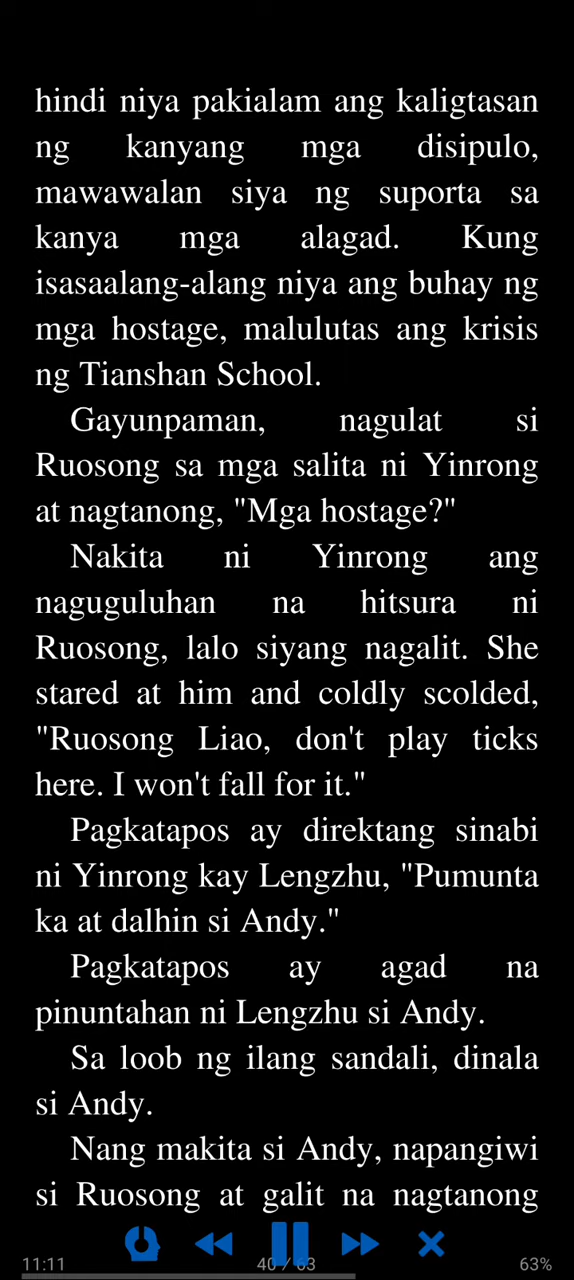 hindi niya pakialam ang kaligtasan
ng kanyang mga disipulo,
mawawalan siya ng suporta sa
kanya mga alagad. Kung
isasaalang-alang niya ang buhay ng
mga hostage, malulutas ang krisis
ng Tianshan School.
Gayunpaman, nagulat si
Ruosong sa mga salita ni Yinrong
at nagtanong, "Mga hostage?"
Nakita ni Yinrong ang
naguguluhan na hitsura ni
Ruosong, lalo siyang nagalit. She
stared at him and coldly scolded,
"Ruosong Liao, don't play ticks
here. I won't fall for it."
Pagkatapos ay direktang sinabi
ni Yinrong kay Lengzhu, "Pumunta
ka at dalhin si Andy."
Pagkatapos ay agad na
pinuntahan ni Lengzhu si Andy.
Sa loob ng ilang sandali, dinala
si Andy.
Nang makita si Andy, napangiwi
si Ruosong at galit na nagtanong
11:11 40 / 63 63%